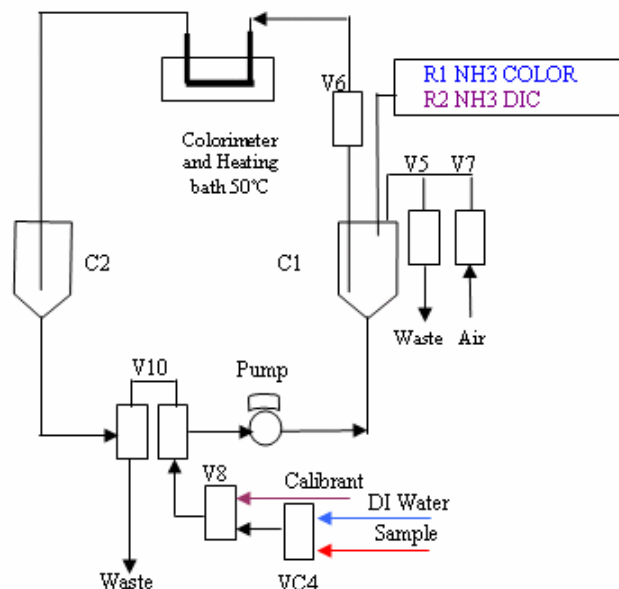 R1 NH3 COLOR
R2 NH3 DIC
V6
Colorimeter
and Heating
bath 50°C
V5 V7
C2
C1
Waste Air
V10
Pump
V8
Calibrant
DI Water
Sample
Waste
VC4